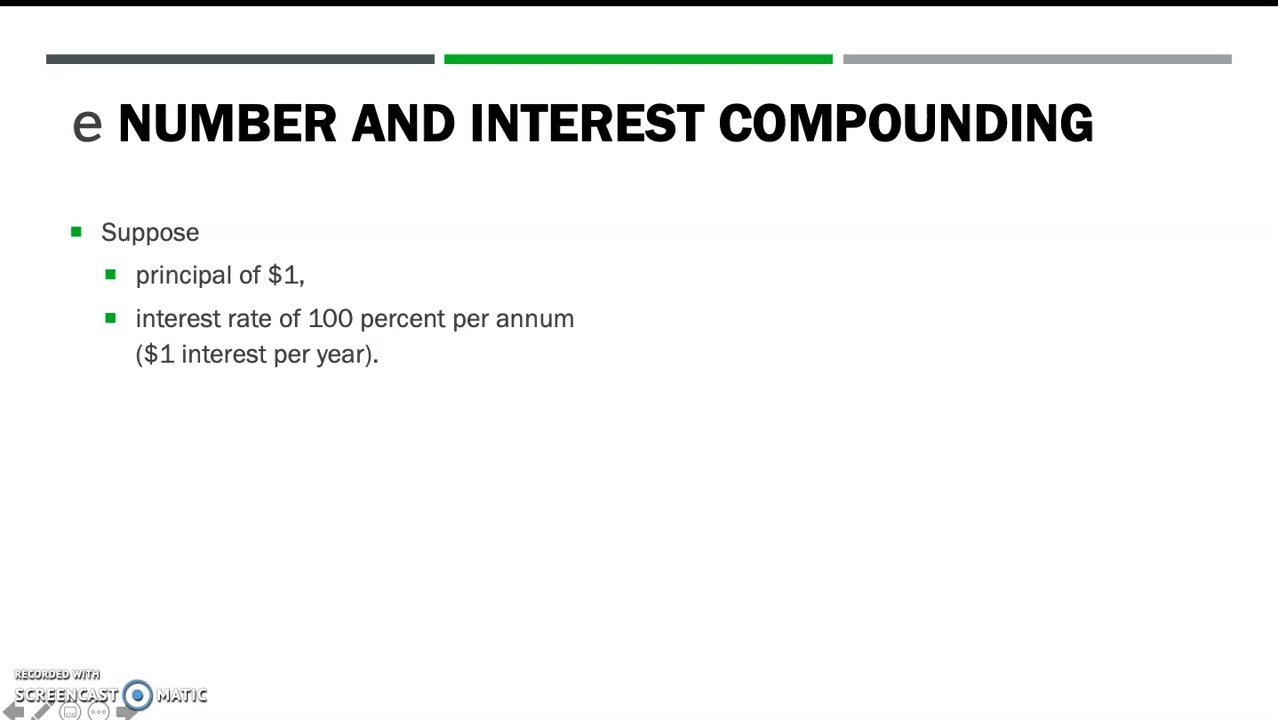 e NUMBER AND INTEREST COMPOUNDING
Suppose
principal of $1,
interest rate of 100 percent per annum
($1 interest per year).
RECORDED WITH
SCREENCAST MATIC